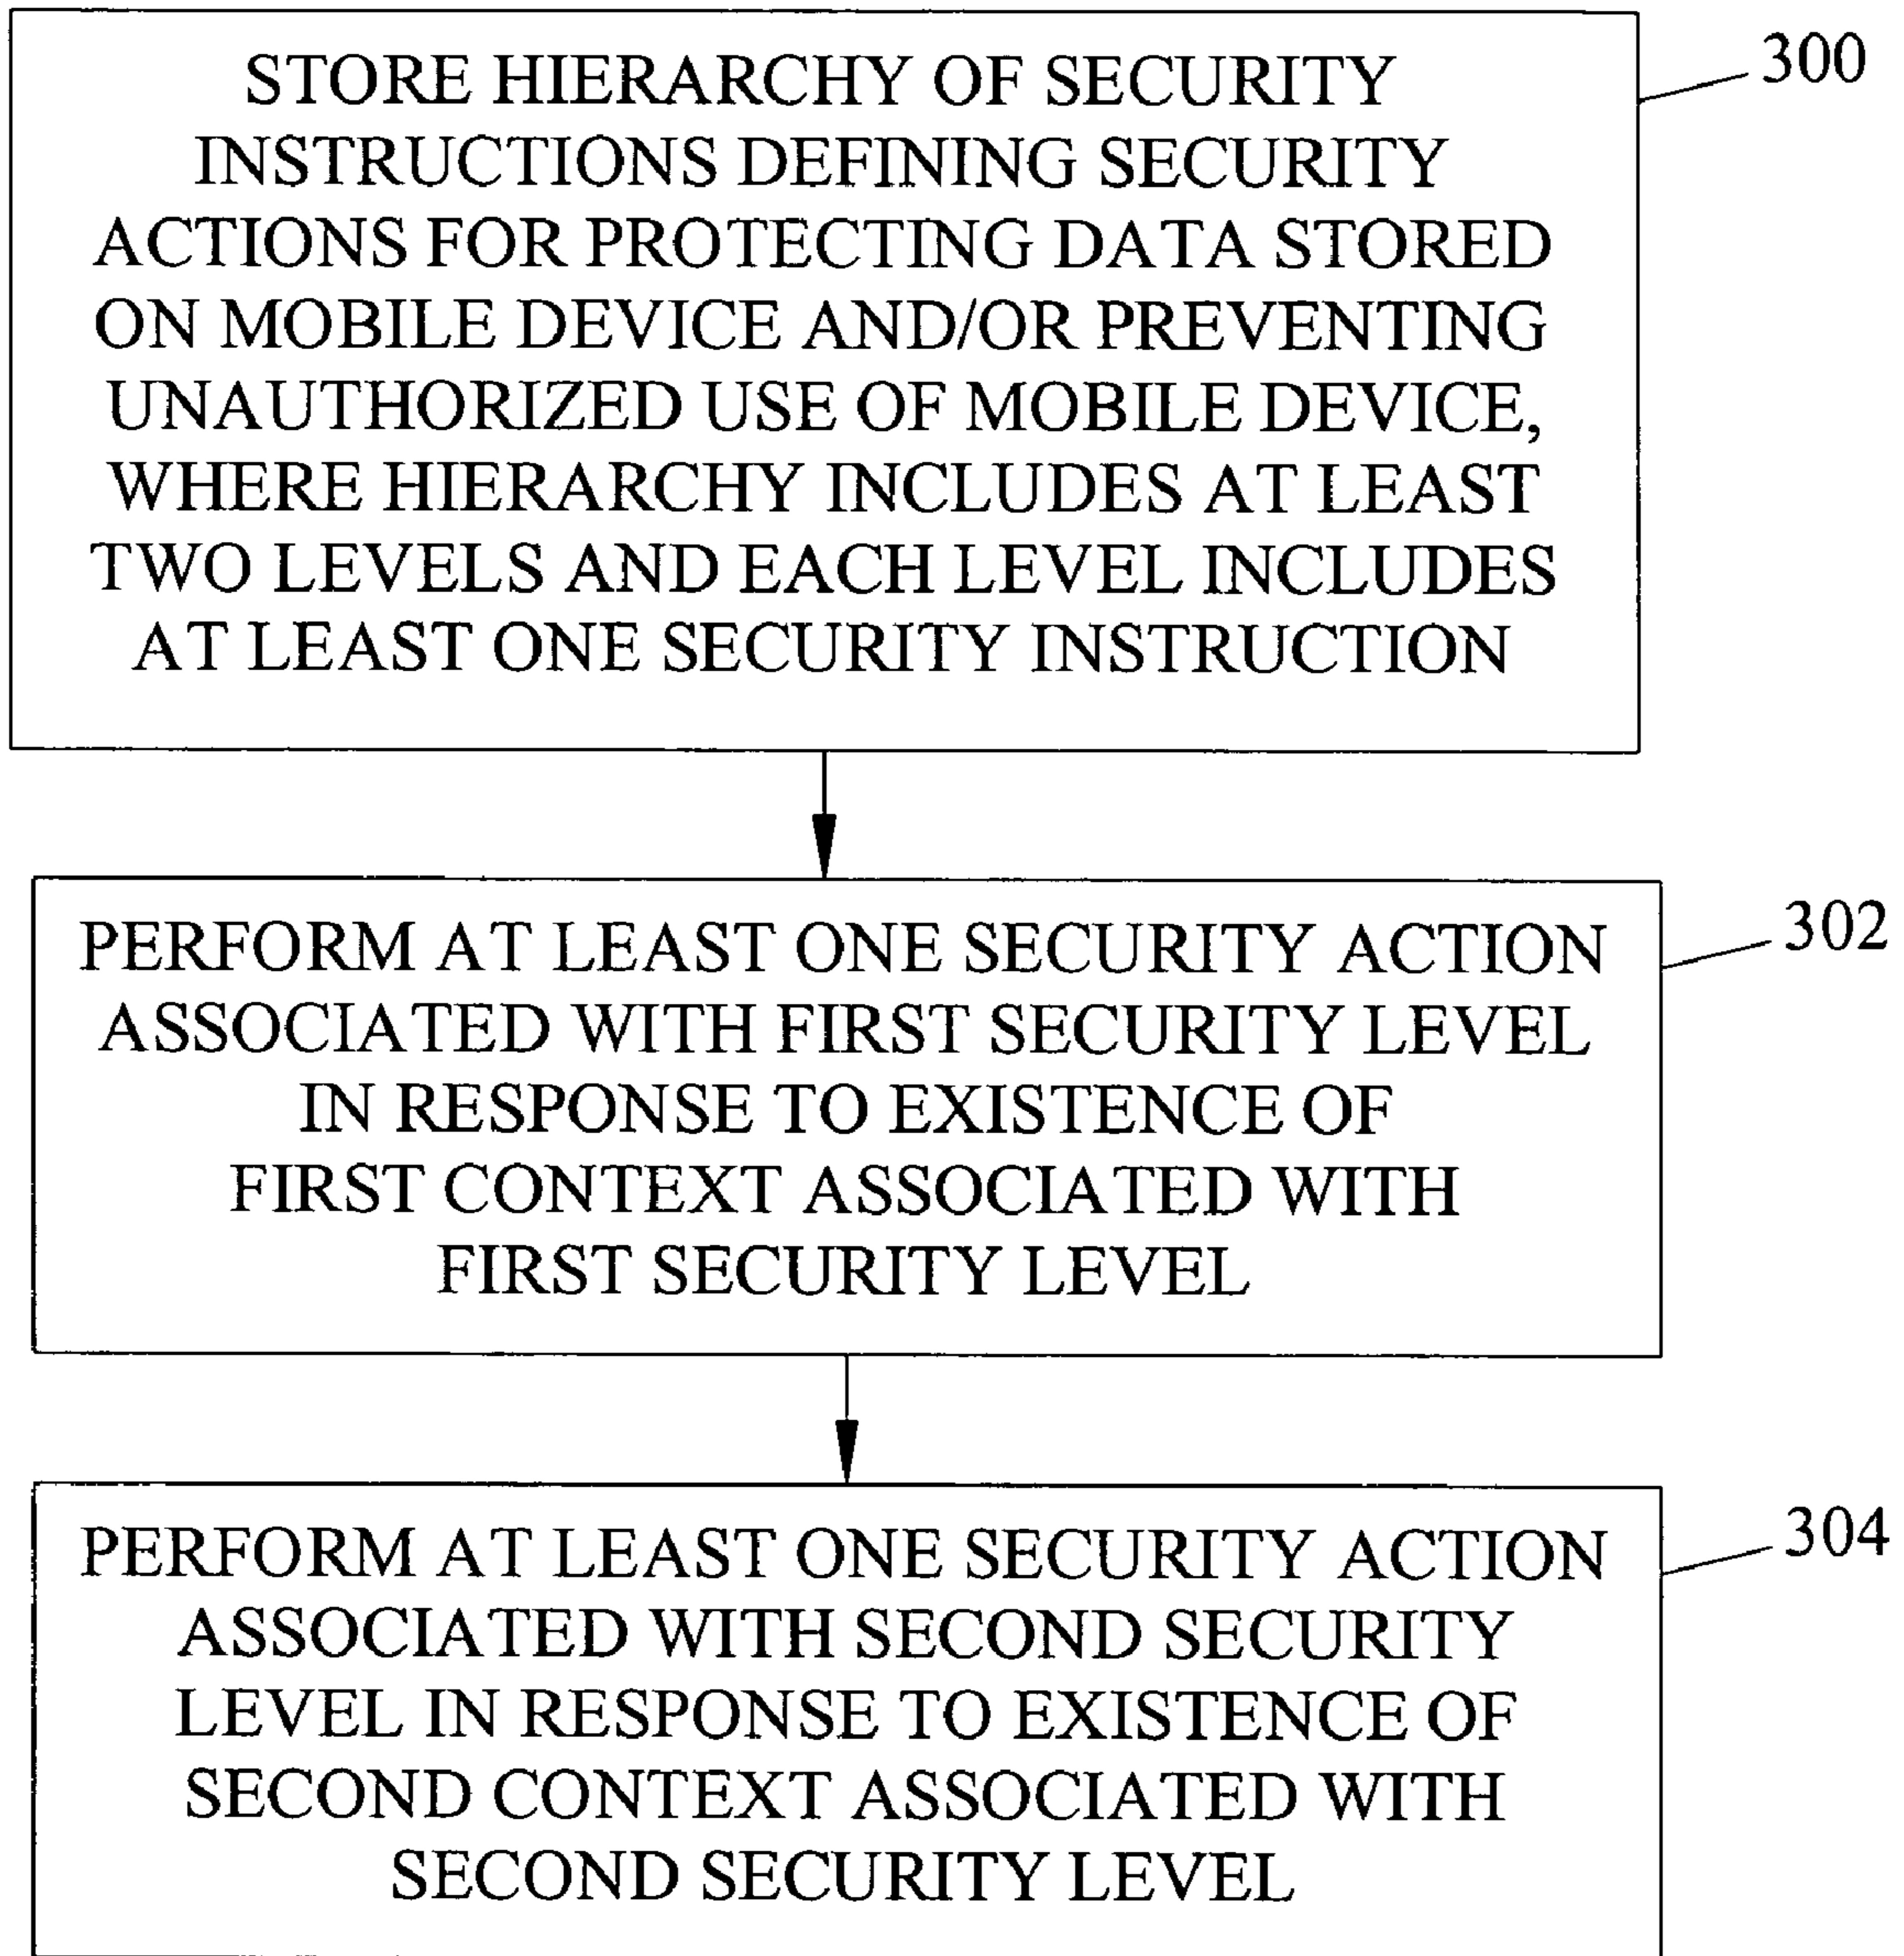 STORE HIERARCHY OF SECURITY
INSTRUCTIONS DEFINING SECURITY
ACTIONS FOR PROTECTING DATA STORED
ON MOBILE DEVICE AND/OR PREVENTING
UNAUTHORIZED USE OF MOBILE DEVICE,
WHERE HIERARCHY INCLUDES AT LEAST
TWO LEVELS AND EACH LEVEL INCLUDES
AT LEAST ONE SECURITY INSTRUCTION
300
PERFORM AT LEAST ONE SECURITY ACTION
ASSOCIATED WITH FIRST SECURITY LEVEL
IN RESPONSE TO EXISTENCE OF
FIRST CONTEXT ASSOCIATED WITH
FIRST SECURITY LEVEL
302
PERFORM AT LEAST ONE SECURITY ACTION
ASSOCIATED WITH SECOND SECURITY
LEVEL IN RESPONSE TO EXISTENCE OF
SECOND CONTEXT ASSOCIATED WITH
SECOND SECURITY LEVEL
304